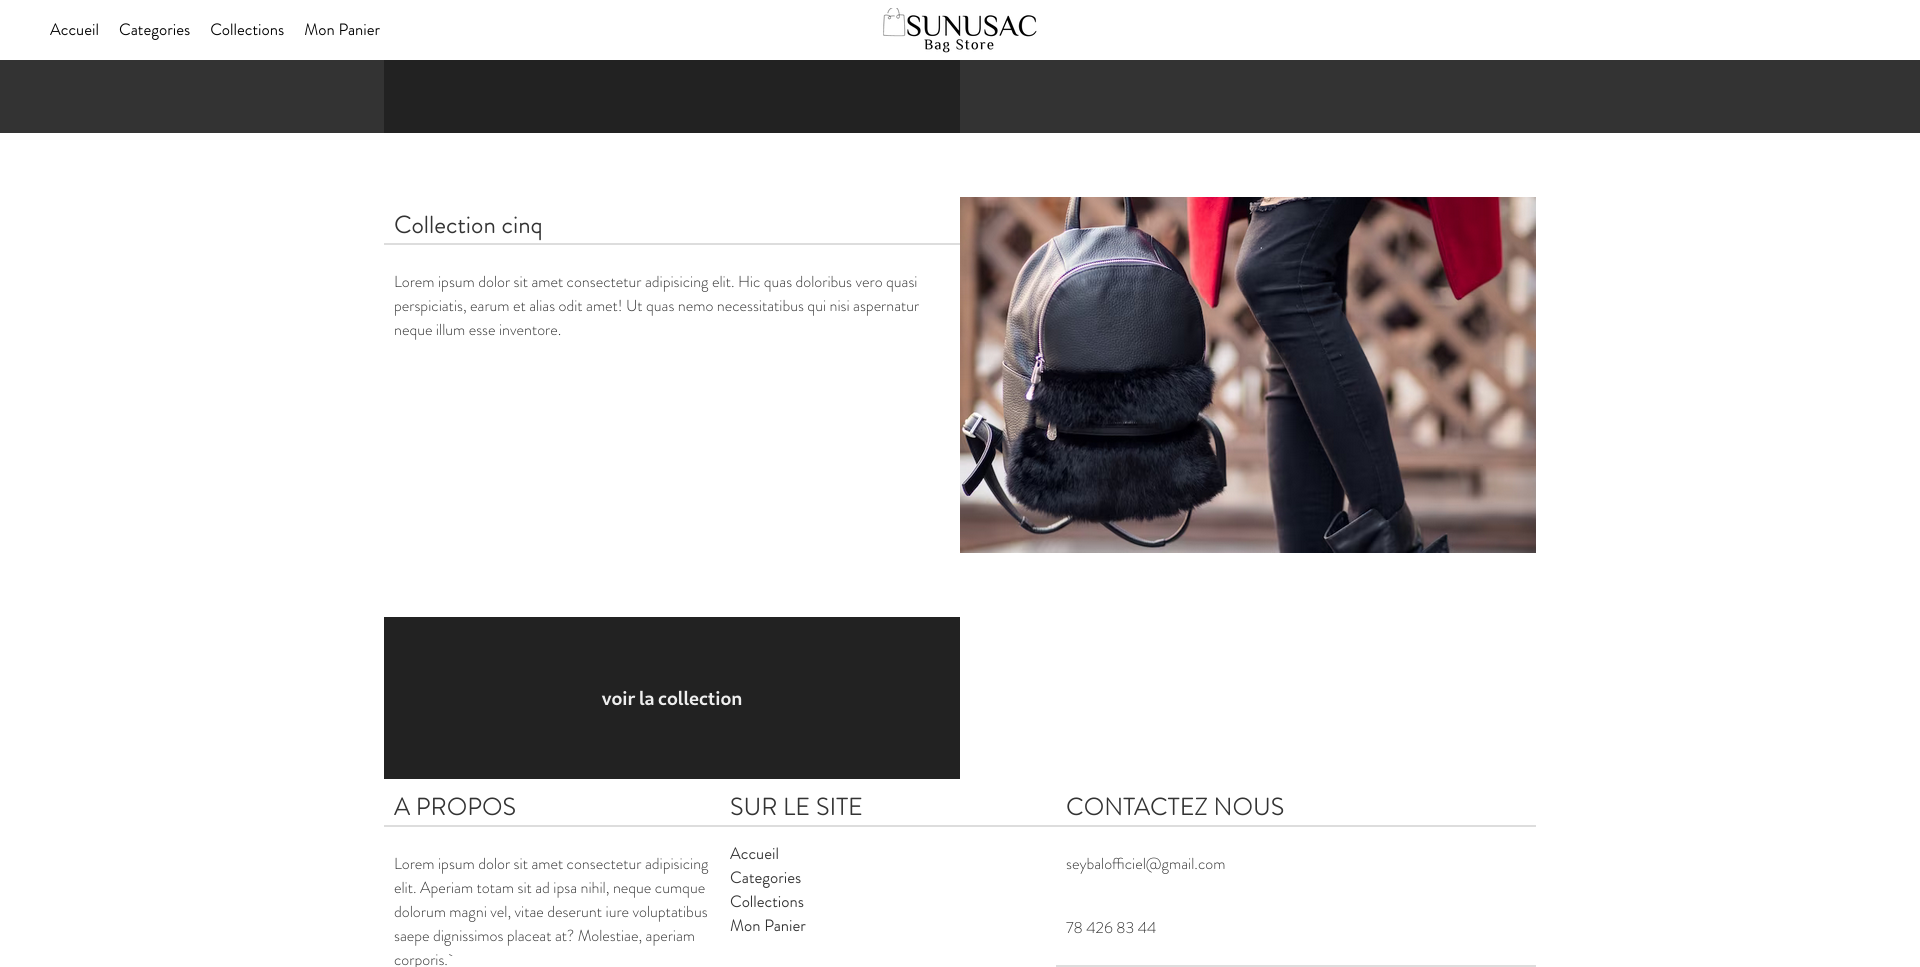 Accueil Categories Collections Mon Panier
SUNUSAC
Bag Store
Collection cinq
Lorem ipsum dolor sit amet consectetur adipisicing elit. Hic quas doloribus vero quasi
perspiciatis, earum et alias odit amet! Ut quas nemo necessitatibus qui nisi aspernatur
neque illum esse inventore.
voir la collection
A PROPOS
Lorem ipsum dolor sit amet consectetur adipisicing
elit. Aperiam totam sit ad ipsa nihil, neque cumque
dolorum magni vel, vitae deserunt iure voluptatibus
saepe dignissimos placeat at? Molestiae, aperiam
corporis.`
SUR LE SITE
Accueil
Categories
Collections
Mon Panier
CONTACTEZ NOUS
seybalofficiel@gmail.com
78 426 83 44